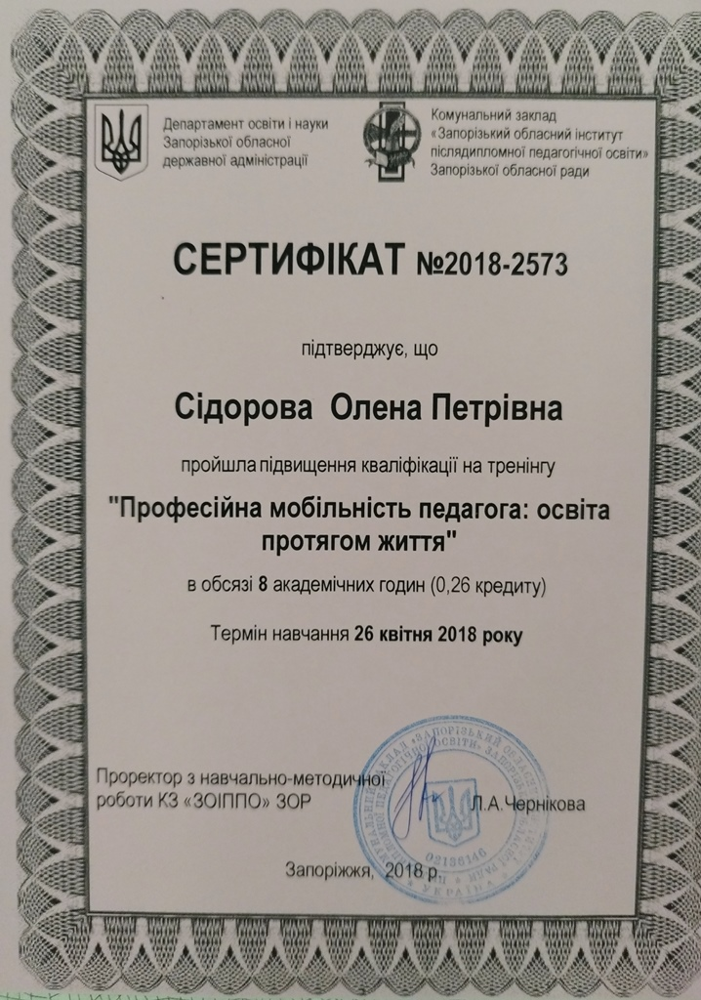 Департамент освіти і науки
Запорізької обласної
державної адміністрації
Комунальний заклад
«Запорізький обласний інститут
післядипломної педагогічної освіти»
Запорізької обласної ради
СЕРТИФІКАТ №2018-2573
підтверджує, що
Сідорова Олена Петрівна
пройшла підвищення кваліфікації на тренінгу
"Професійна мобільність педагога: освіта
протягом життя"
в обсязі 8 академічних годин (0,26 кредиту)
Термін навчання 26 квітня 2018 року
Проректор з навчально-методичної
роботи КЗ «ЗОІППО» ЗОР
Л.А.Чернікова
Запоріжжя, 2018 р.
02136146
УКРАЇНА